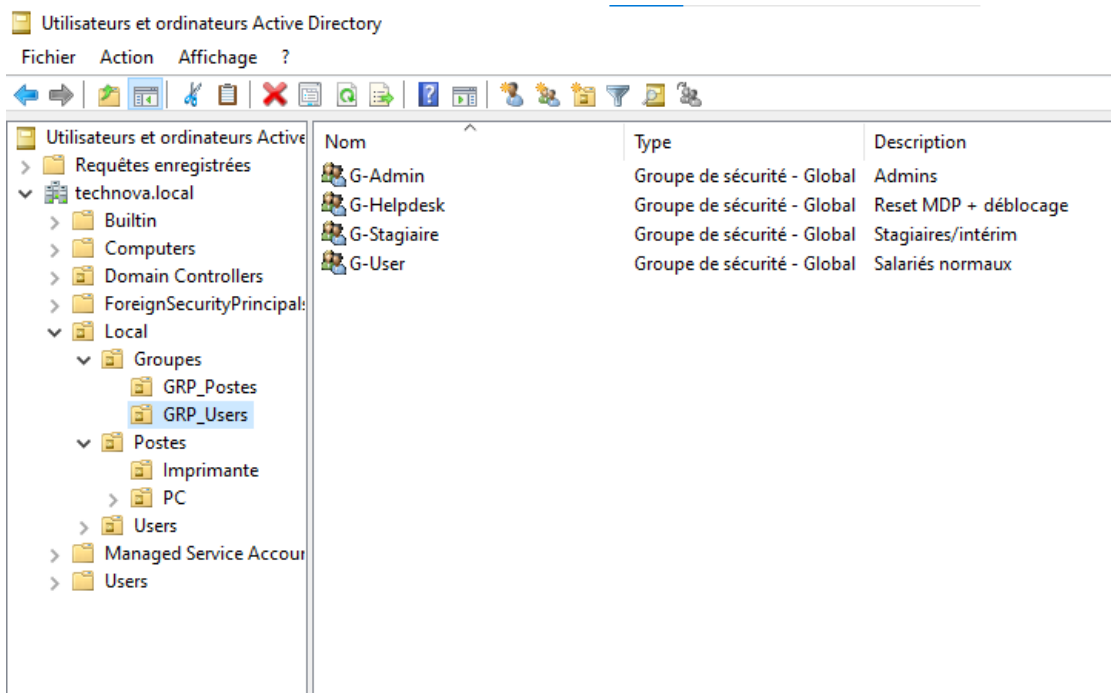 Utilisateurs et ordinateurs Active Directory
Fichier Action Affichage ?
Utilisateurs et ordinateurs Active
Requêtes enregistrées
technova.local
Builtin
Computers
Domain Controllers
ForeignSecurityPrincipals
Local
Groupes
GRP_Postes
GRP_Users
Postes
Imprimante
PC
Users
Managed Service Accour
Users
Nom Type Description
G-Admin Groupe de sécurité - Global Admins
G-Helpdesk Groupe de sécurité - Global Reset MDP + déblocage
G-Stagiaire Groupe de sécurité - Global Stagiaires/intérim
G-User Groupe de sécurité - Global Salariés normaux